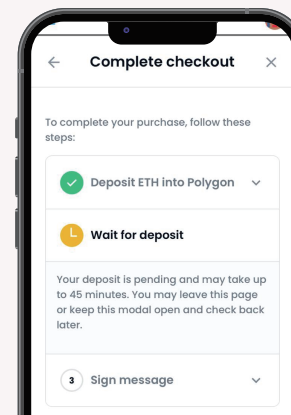 Complete checkout
To complete your purchase, follow these
steps:
Deposit ETH into Polygon
Wait for deposit
Your deposit is pending and may take up
to 45 minutes. You may leave this page
or keep this modal open and check back
later.
3 Sign message